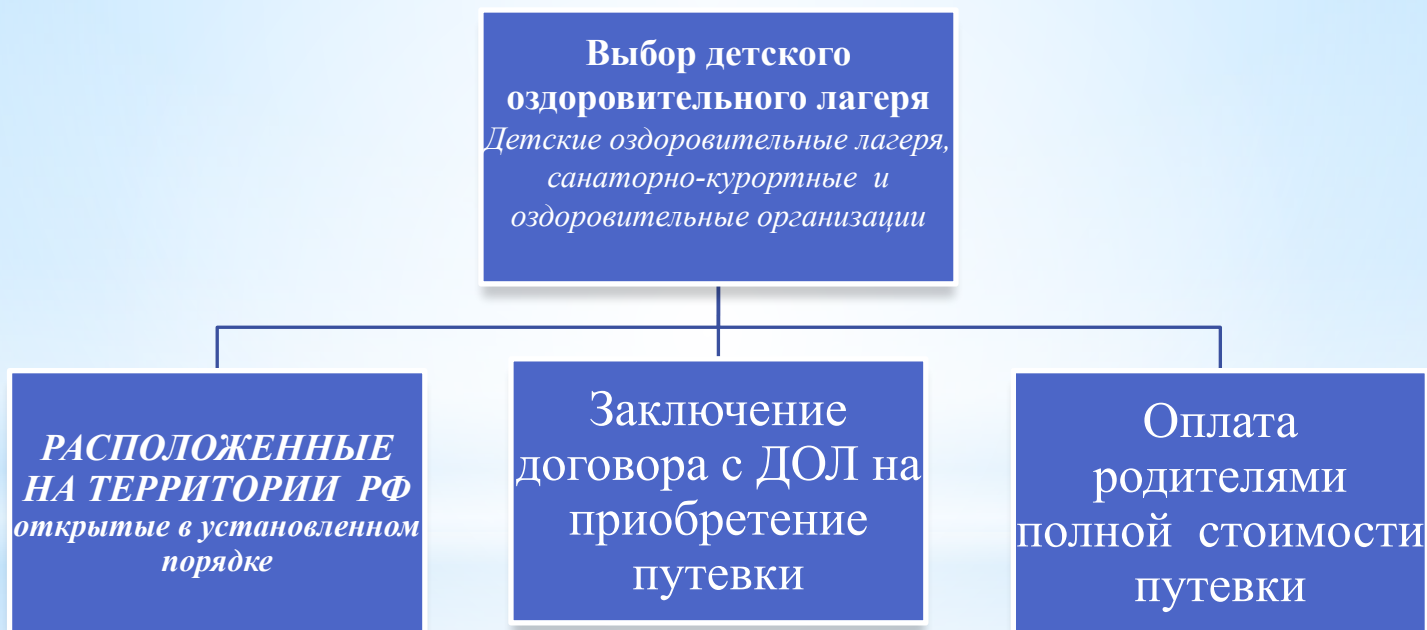 Выбор детского
оздоровительного лагеря
Детские оздоровительные лагеря,
санаторно-курортные и
оздоровительные организации
РАСПОЛОЖЕННЫЕ
НА ТЕРРИТОРИИ РФ
открытые в установленном
порядке
Заключение
договора с ДОЛ на
приобретение
путевки
Оплата
родителями
полной стоимости
путевки